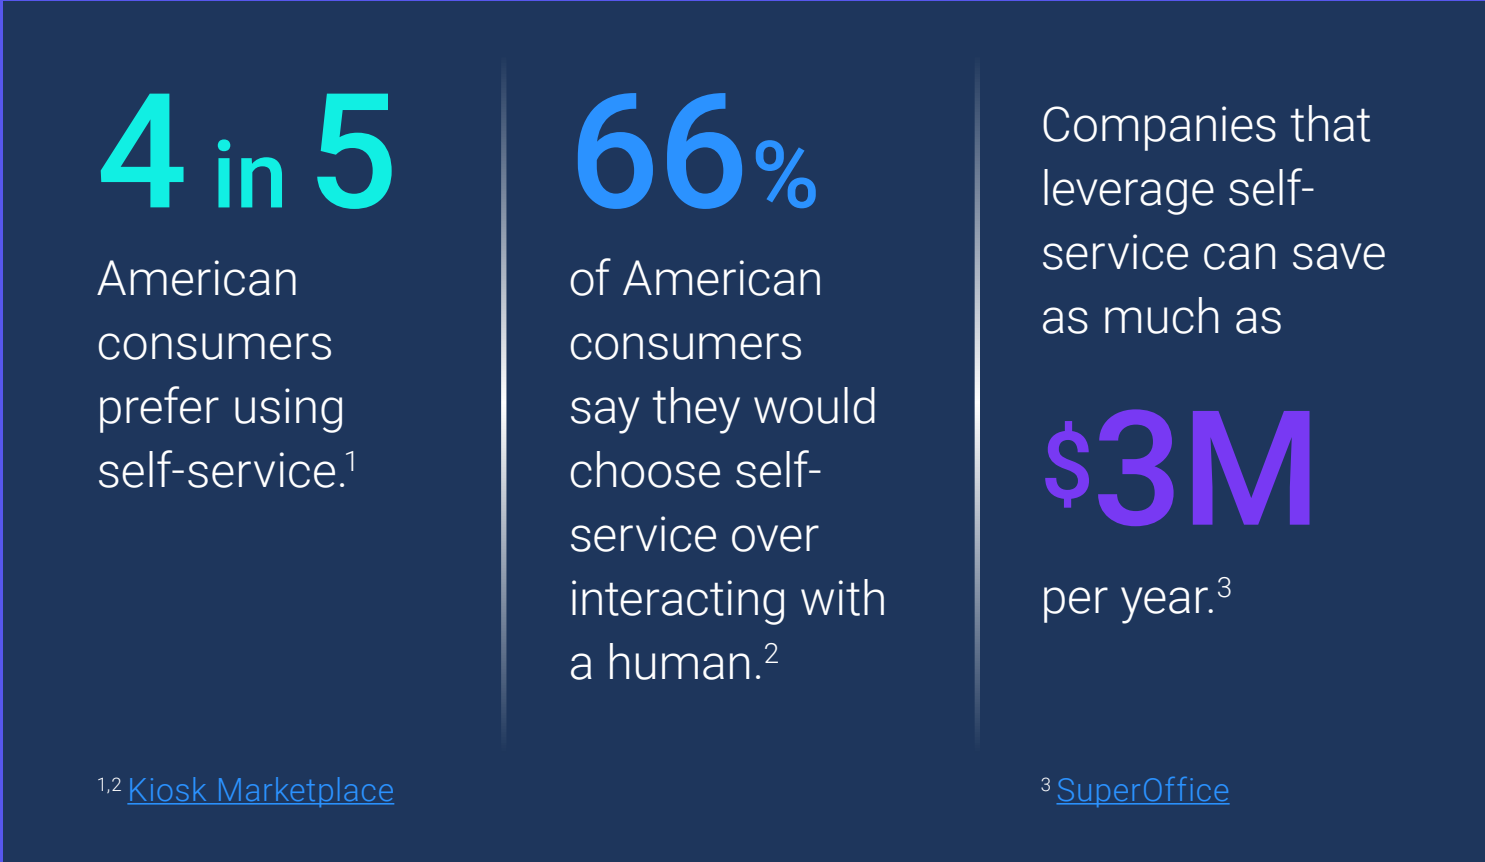 4 in 5
American
consumers
prefer using
self-service.¹
66%
of American
consumers
say they would
choose self-
service over
interacting with
a human.²
Companies that
leverage self-
service can save
as much as
$3M
per year.³
¹,² Kiosk Marketplace
³ SuperOffice